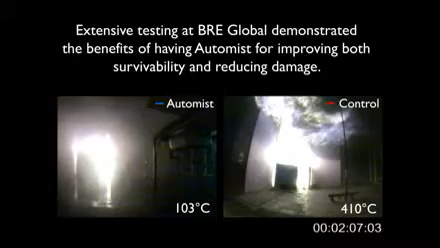 Extensive testing at BRE Global demonstrated
the benefits of having Automist for improving both
survivability and reducing damage.
Automist
Control
103°C
410°C
00:02:07:03